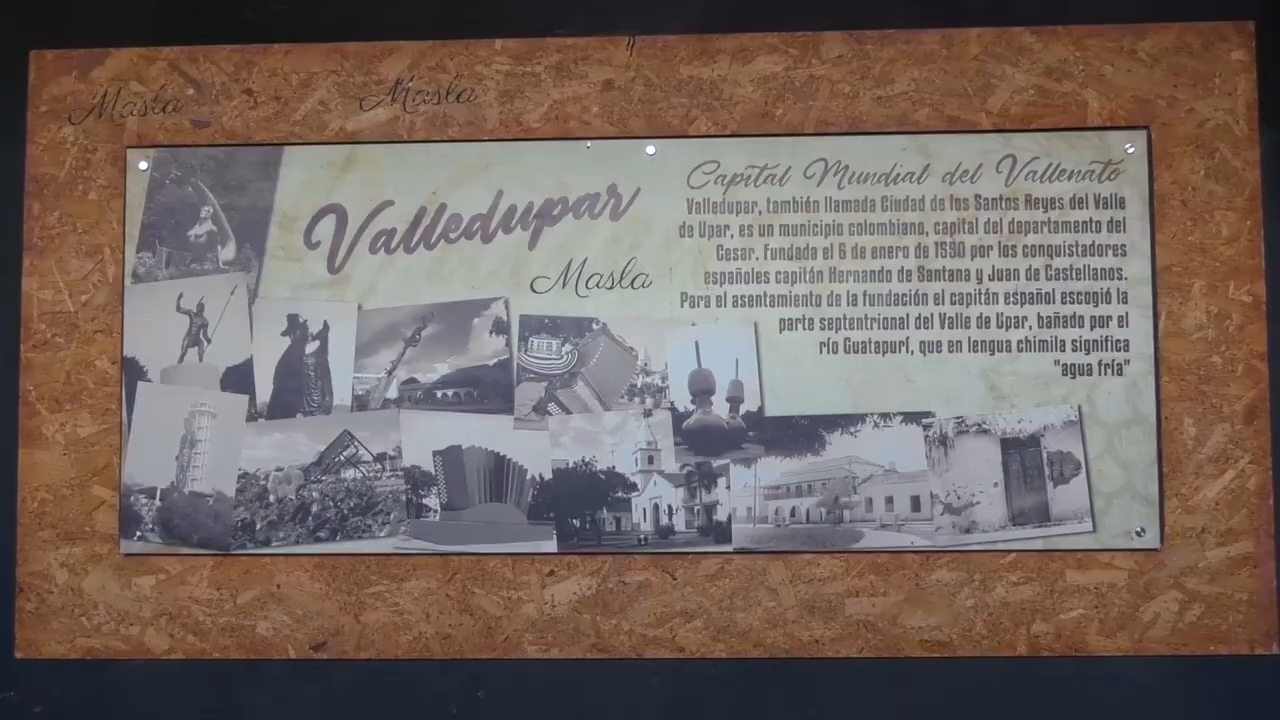 Masla
Masla
Valledupar
Masla
Capital Mundial del Vallenato
Valledupar, también llamada Ciudad de los Santos Reyes del Valle
de Upar, es un municipio colombiano, capital del departamento del
Cesar. Fundada el 6 de enero de 1550 por los conquistadores
españoles capitán Hernando de Santana y Juan de Castellanos.
Para el asentamiento de la fundación el capitán español escogió la
parte septentrional del Valle de Upar, bañado por el
río Guatapurí, que en lengua chimila significa
"agua fría"